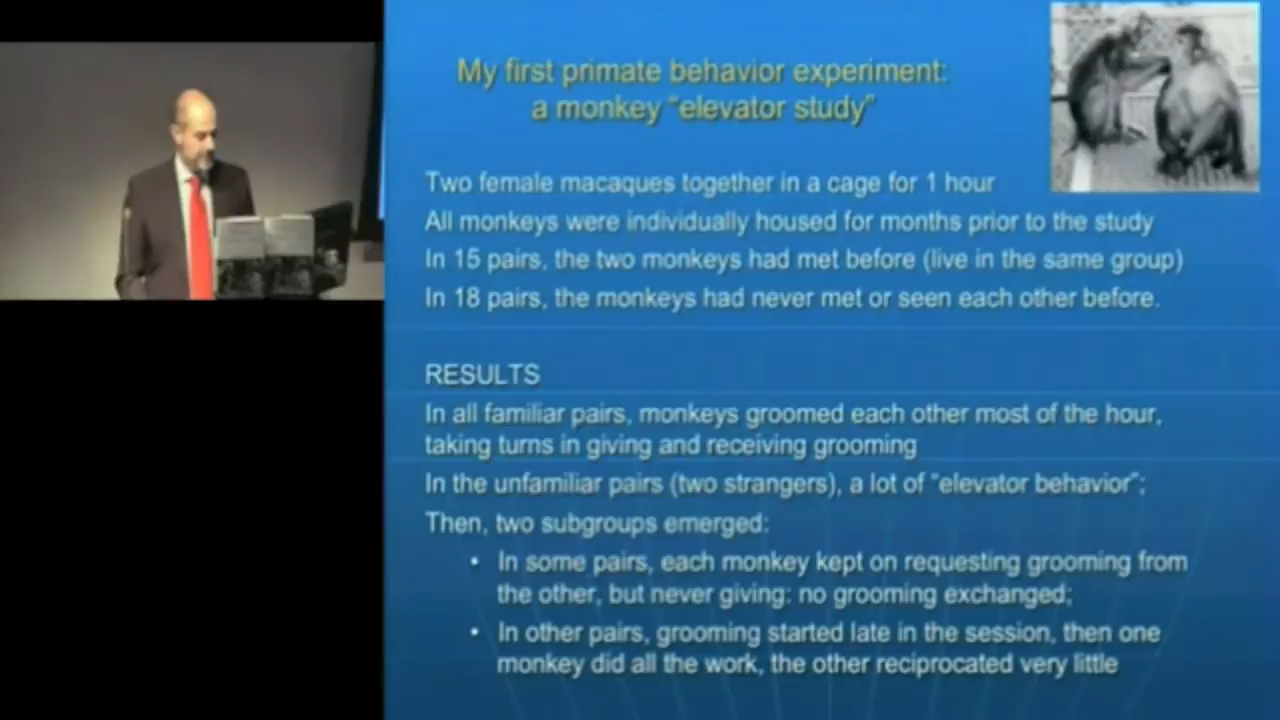 My first primate behavior experiment:
a monkey “elevator study”
Two female macaques together in a cage for 1 hour
All monkeys were individually housed for months prior to the study
In 15 pairs, the two monkeys had met before (live in the same group)
In 18 pairs, the monkeys had never met or seen each other before.
RESULTS
In all familiar pairs, monkeys groomed each other most of the hour,
taking turns in giving and receiving grooming
In the unfamiliar pairs (two strangers), a lot of “elevator behavior”;
Then, two subgroups emerged:
• In some pairs, each monkey kept on requesting grooming from
the other, but never giving: no grooming exchanged;
• In other pairs, grooming started late in the session, then one
monkey did all the work, the other reciprocated very little